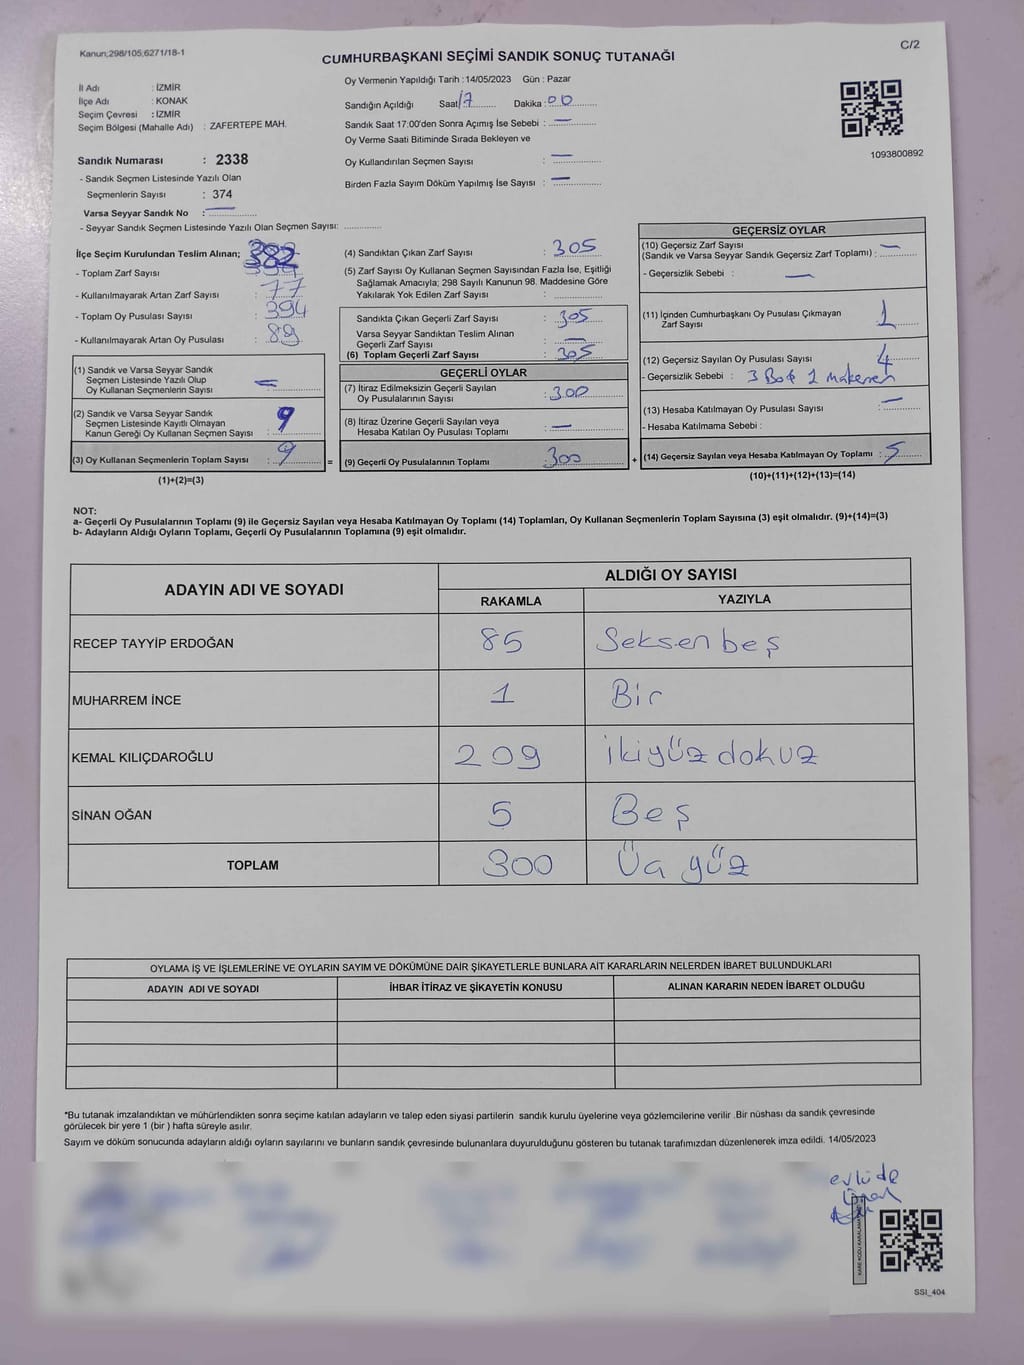 Kanun;298/105;6271/18-1
C/2
CUMHURBAŞKANI SEÇİMİ SANDIK SONUÇ TUTANAĞI
İl Adı : İZMİR
İlçe Adı : KONAK
Seçim Çevresi : İZMİR
Seçim Bölgesi (Mahalle Adı) : ZAFERTEPE MAH.
Sandık Numarası : 2338
- Sandık Seçmen Listesinde Yazılı Olan
Seçmenlerin Sayısı : 374
Varsa Seyyar Sandık No : —
- Seyyar Sandık Seçmen Listesinde Yazılı Olan Seçmen Sayısı:
Oy Vermenin Yapıldığı Tarih :14/05/2023 Gün : Pazar
Sandığın Açıldığı Saat 17 Dakika : 00
Sandık Saat 17:00'den Sonra Açımış İse Sebebi : —
Oy Verme Saati Bitiminde Sırada Bekleyen ve
Oy Kullandırılan Seçmen Sayısı : —
Birden Fazla Sayım Döküm Yapılmış İse Sayısı : —
1093800892
İlçe Seçim Kurulundan Teslim Alınan; 382
- Toplam Zarf Sayısı :
- Kullanılmayarak Artan Zarf Sayısı : 77
- Toplam Oy Pusulası Sayısı : 394
- Kullanılmayarak Artan Oy Pusulası : 89
(1) Sandık ve Varsa Seyyar Sandık
Seçmen Listesinde Yazılı Olup
Oy Kullanan Seçmenlerin Sayısı : —
(2) Sandık ve Varsa Seyyar Sandık
Seçmen Listesinde Kayıtlı Olmayan
Kanun Gereği Oy Kullanan Seçmen Sayısı : 9
(3) Oy Kullanan Seçmenlerin Toplam Sayısı : 9
(1)+(2)=(3)
=
(4) Sandıktan Çıkan Zarf Sayısı : 305
(5) Zarf Sayısı Oy Kullanan Seçmen Sayısından Fazla İse, Eşitliği
Sağlamak Amacıyla; 298 Sayılı Kanunun 98. Maddesine Göre
Yakılarak Yok Edilen Zarf Sayısı :
Sandıkta Çıkan Geçerli Zarf Sayısı : 305
Varsa Seyyar Sandıktan Teslim Alınan
Geçerli Zarf Sayısı : —
(6) Toplam Geçerli Zarf Sayısı : 305
GEÇERLİ OYLAR
(7) İtiraz Edilmeksizin Geçerli Sayılan
Oy Pusulalarının Sayısı : 300
(8) İtiraz Üzerine Geçerli Sayılan veya
Hesaba Katılan Oy Pusulası Toplamı : —
(9) Geçerli Oy Pusulalarının Toplamı : 300
+
GEÇERSİZ OYLAR
(10) Geçersiz Zarf Sayısı
(Sandık ve Varsa Seyyar Sandık Geçersiz Zarf Toplamı) : —
- Geçersizlik Sebebi : —
(11) İçinden Cumhurbaşkanı Oy Pusulası Çıkmayan
Zarf Sayısı : 1
(12) Geçersiz Sayılan Oy Pusulası Sayısı : 4
- Geçersizlik Sebebi : 3 Boş 1
(13) Hesaba Katılmayan Oy Pusulası Sayısı : —
- Hesaba Katılmama Sebebi :
(14) Geçersiz Sayılan veya Hesaba Katılmayan Oy Toplamı : 5
(10)+(11)+(12)+(13)=(14)
NOT:
a- Geçerli Oy Pusulalarının Toplamı (9) ile Geçersiz Sayılan veya Hesaba Katılmayan Oy Toplamı (14) Toplamları, Oy Kullanan Seçmenlerin Toplam Sayısına (3) eşit olmalıdır. (9)+(14)=(3)
b- Adayların Aldığı Oyların Toplamı, Geçerli Oy Pusulalarının Toplamına (9) eşit olmalıdır.
ADAYIN ADI VE SOYADI ALDIĞI OY SAYISI
RAKAMLA YAZIYLA
RECEP TAYYİP ERDOĞAN 85 Seksen beş
MUHARREM İNCE 1 Bir
KEMAL KILIÇDAROĞLU 209 ikiyüz dokuz
SİNAN OĞAN 5 Beş
TOPLAM 300 Üç yüz
OYLAMA İŞ VE İŞLEMLERİNE VE OYLARIN SAYIM VE DÖKÜMÜNE DAİR ŞİKAYETLERLE BUNLARA AİT KARARLARIN NELERDEN İBARET BULUNDUKLARI
ADAYIN ADI VE SOYADI İHBAR İTİRAZ VE ŞİKAYETİN KONUSU ALINAN KARARIN NEDEN İBARET OLDUĞU
*Bu tutanak imzalandıktan ve mühürlendikten sonra seçime katılan adayların ve talep eden siyasi partilerin sandık kurulu üyelerine veya gözlemcilerine verilir .Bir nüshası da sandık çevresinde
görülecek bir yere 1 (bir ) hafta süreyle asılır.
Sayım ve döküm sonucunda adayların aldığı oyların sayılarını ve bunların sandık çevresinde bulunanlara duyurulduğunu gösteren bu tutanak tarafımızdan düzenlenerek imza edildi. 14/05/2023
SSI_404